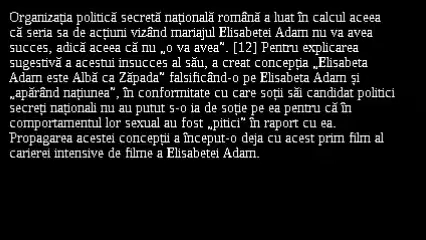 Organizația politică secretă națională română a luat în calcul aceea
că seria sa de acțiuni vizând mariajul Elisabetei Adam nu va avea
succes, adică aceea că nu „o va avea”. [12] Pentru explicarea
sugestivă a acestui insucces al său, a creat concepția „Elisabeta
Adam este Albă ca Zăpada” falsificând-o pe Elisabeta Adam și
„apărând națiunea”, în conformitate cu care soții săi candidat politici
secreți naționali nu au putut s-o ia de soție pe ea pentru că în
comportamentul lor sexual au fost „pitici” în raport cu ea.
Propagarea acestei concepții a început-o deja cu acest prim film al
carierei intensive de filme a Elisabetei Adam.